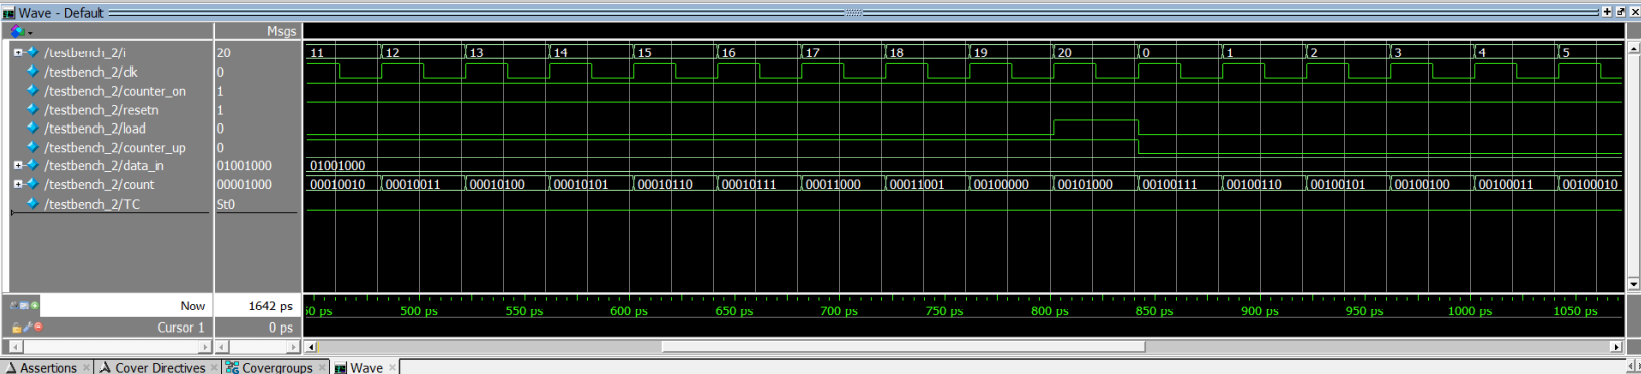 Wave - Default
Msgs
/testbench_2/i 20 11 12 13 14 15 16 17 18 19 20 0 1 2 3 4 5
/testbench_2/clk 0
/testbench_2/counter_on 1
/testbench_2/resetn 1
/testbench_2/load 0
/testbench_2/counter_up 0
/testbench_2/data_in 01001000 01001000
/testbench_2/count 00001000 00010010 00010011 00010100 00010101 00010110 00010111 00011000 00011001 00100000 00101000 00100111 00100110 00100101 00100100 00100011 00100010
/testbench_2/TC St0
Now 1642 ps
50 ps 500 ps 550 ps 600 ps 650 ps 700 ps 750 ps 800 ps 850 ps 900 ps 950 ps 1000 ps 1050 ps
Cursor 1 0 ps
Assertions Cover Directives Covergroups Wave